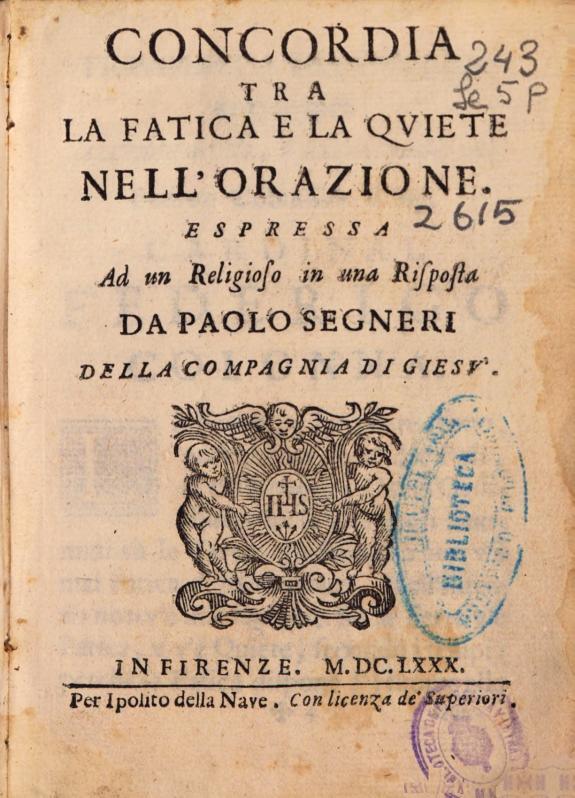 CONCORDIA
TRA
LA FATICA E LA QVIETE
NELL'ORAZIONE.
ESPRESSA
Ad un Religioſo in una Riſpoſta
DA PAOLO SEGNERI
DELLA COMPAGNIA DI GIESV'.
243
Se 5 p
2615
IHS
BIBLIOTECA
IN FIRENZE. M.DC.LXXX.
Per Ipolito della Nave. Con licenza de' Superiori.